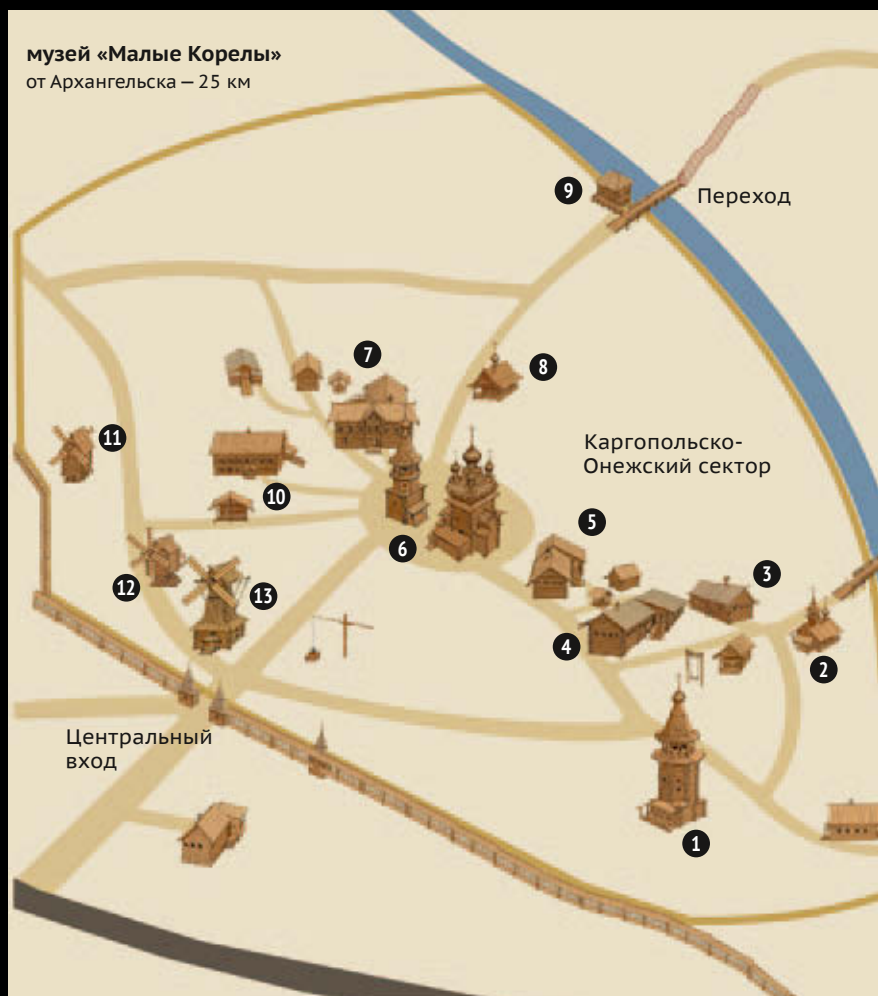 музей «Малые Корелы»
от Архангельска — 25 км
9
Переход
7
8
11
Каргопольско-
Онежский сектор
10
5
6
3
12
13
4
2
Центральный
вход
1